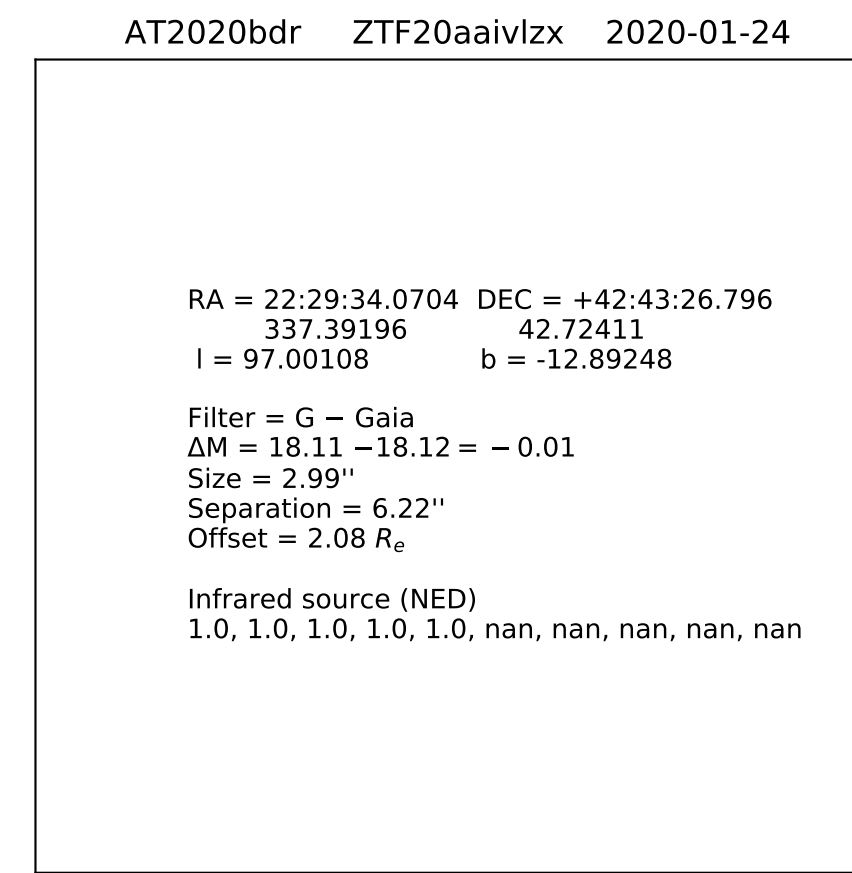 AT2020bdr ZTF20aaivlzx 2020-01-24
RA = 22:29:34.0704 DEC = +42:43:26.796
337.39196 42.72411
l = 97.00108 b = -12.89248
Filter = G − Gaia
ΔM = 18.11 −18.12 = − 0.01
Size = 2.99''
Separation = 6.22''
Offset = 2.08 Re
Infrared source (NED)
1.0, 1.0, 1.0, 1.0, 1.0, nan, nan, nan, nan, nan